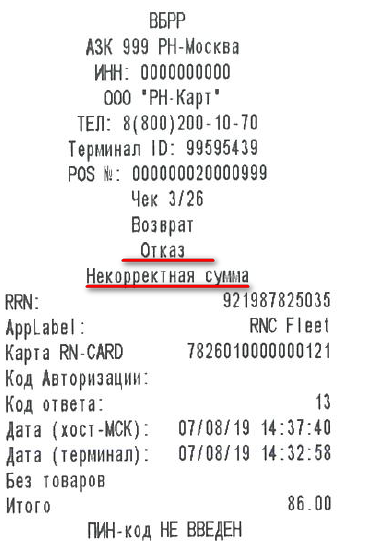 ВБРР
АЗК 999 РН-Москва
ИНН: 0000000000
ООО "РН-Карт"
ТЕЛ: 8(800)200-10-70
Терминал ID: 99595439
POS №: 000000020000999
Чек 3/26
Возврат
Отказ
Некорректная сумма
RRN: 921987825035
AppLabel: RNC Fleet
Карта RN-CARD 7826010000000121
Код Авторизации:
Код ответа: 13
Дата (хост-МСК): 07/08/19 14:37:40
Дата (терминал): 07/08/19 14:32:58
Без товаров
Итого 86.00
ПИН-код НЕ ВВЕДЕН